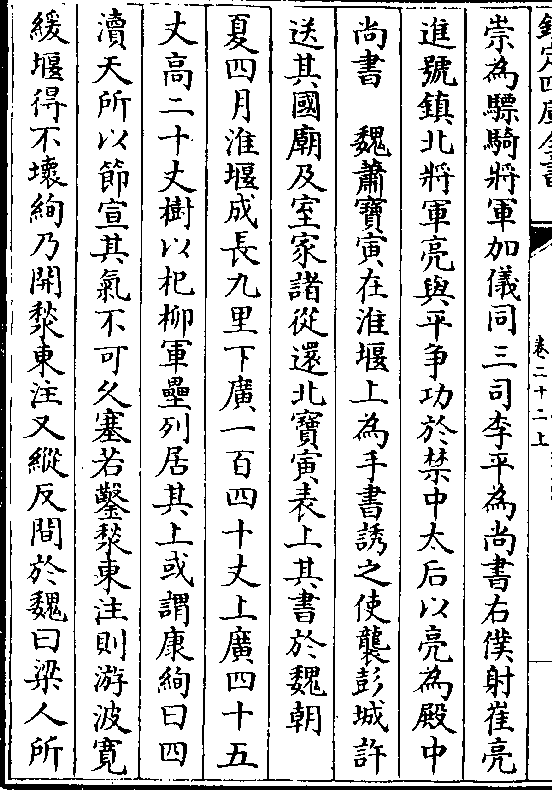 欽定四庫全書
卷二十二上
崇為驃騎將軍加儀同三司李平為尚書右僕射崔亮
進號鎮北將軍亮與平争功於禁中太后以亮為殿中
尚書　魏蕭寶寅在淮堰上為手書誘之使襲彭城許
送其國廟及室家諸從還北寶寅表上其書於魏朝
夏四月淮堰成長九里下廣一百四十丈上廣四十五
丈高二十丈樹以杞柳軍壘列居其上或謂康絢曰四
瀆天所以節宣其氣不可久塞若鑿湫東注則游波寛
緩堰得不壞絢乃開湫東注又縱反間於魏曰梁人所